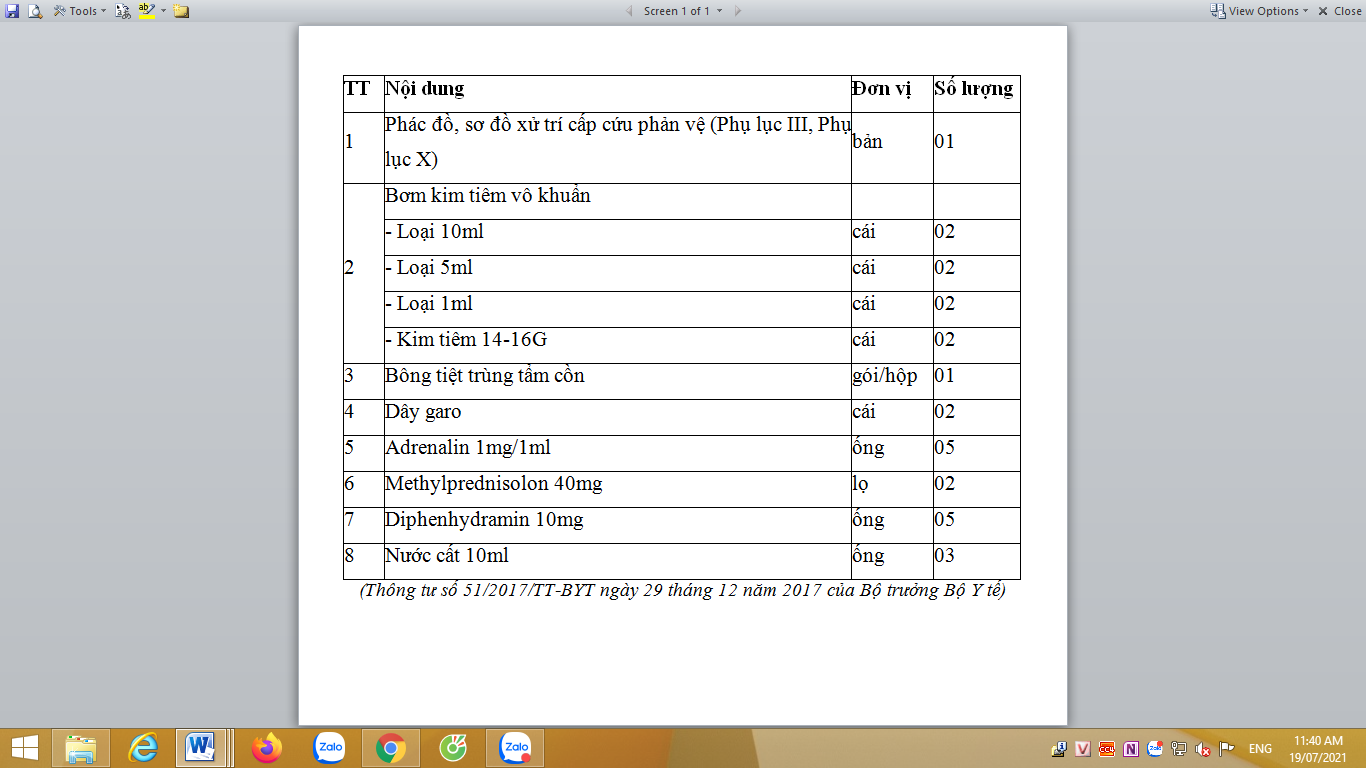 Tools
Screen 1 of 1
View Options
Close
TT Nội dung Đơn vị Số lượng
1 Phác đồ, sơ đồ xử trí cấp cứu phản vệ (Phụ lục III, Phụ lục X) bản 01
2 Bơm kim tiêm vô khuẩn
- Loại 10ml cái 02
- Loại 5ml cái 02
- Loại 1ml cái 02
- Kim tiêm 14-16G cái 02
3 Bông tiệt trùng tẩm cồn gói/hộp 01
4 Dây garo cái 02
5 Adrenalin 1mg/1ml ống 05
6 Methylprednisolon 40mg lọ 02
7 Diphenhydramin 10mg ống 05
8 Nước cất 10ml ống 03
(Thông tư số 51/2017/TT-BYT ngày 29 tháng 12 năm 2017 của Bộ trưởng Bộ Y tế)
Zalo
Zalo
ENG
11:40 AM
19/07/2021